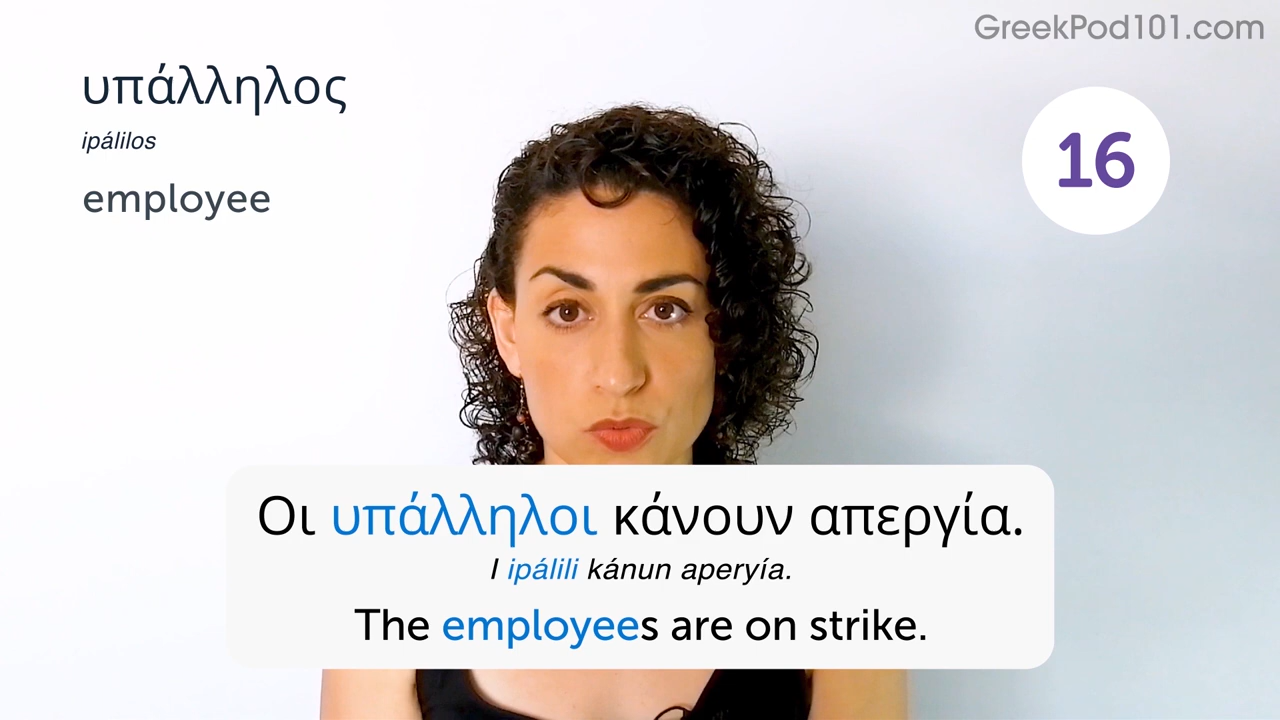 GreekPod101.com
υπάλληλος
ipálilos
employee
16
Οι υπάλληλοι κάνουν απεργία.
I ipálili kánun aperyía.
The employees are on strike.